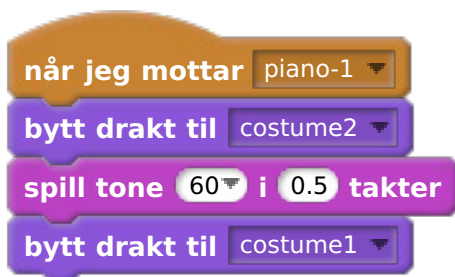 når jeg mottar piano-1
bytt drakt til costume2
spill tone 60 i 0.5 takter
bytt drakt til costume1